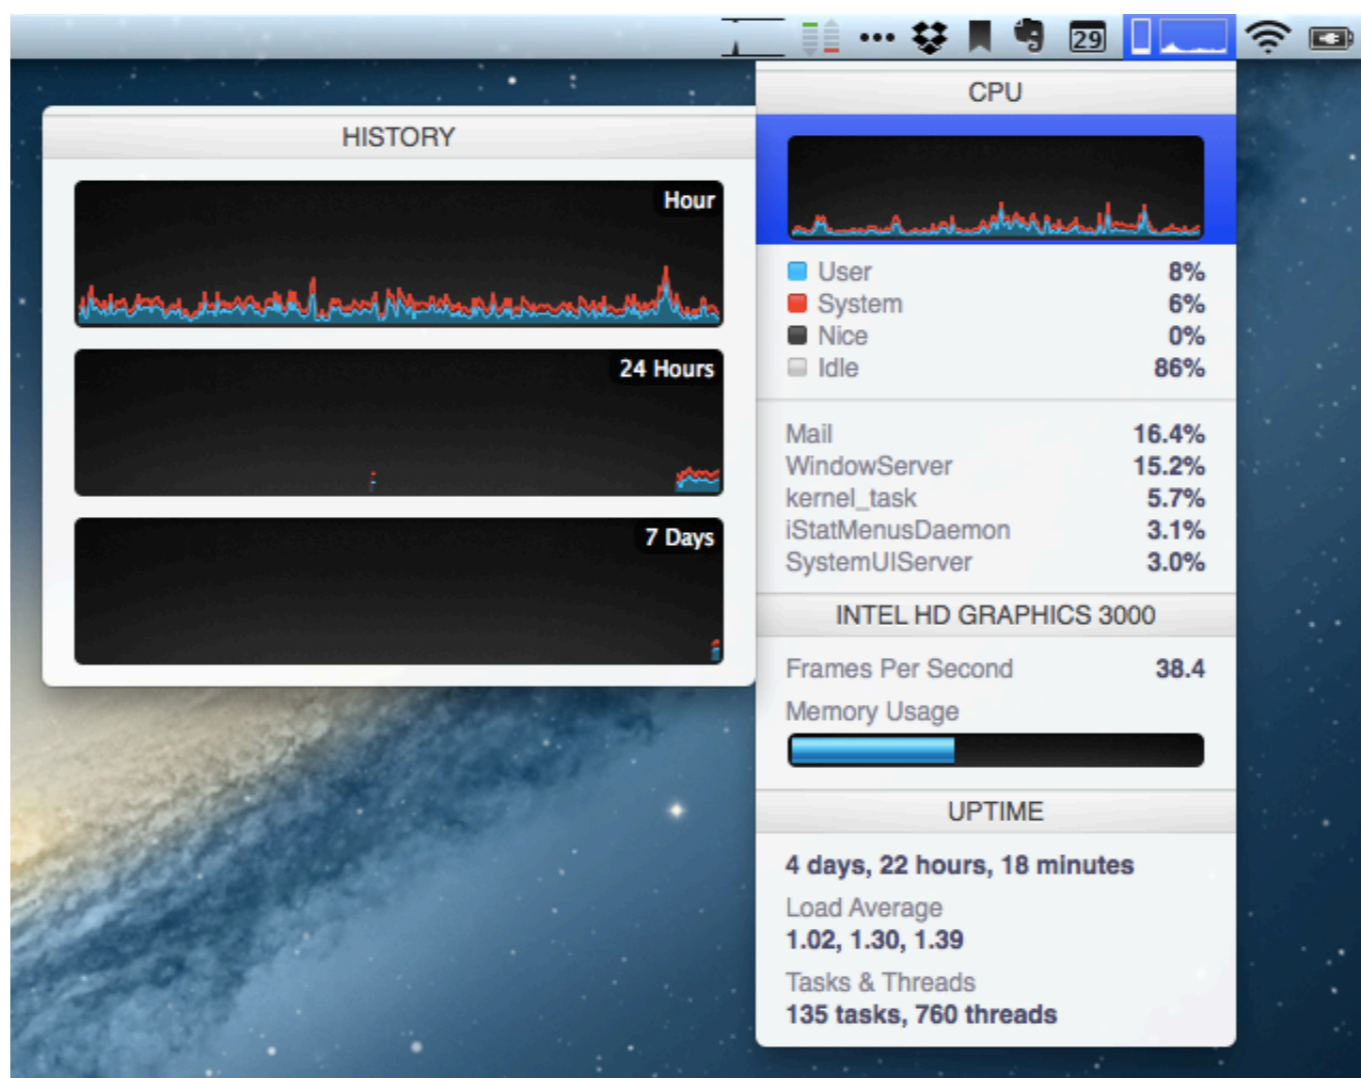 29
HISTORY
Hour
24 Hours
7 Days
CPU
User 8%
System 6%
Nice 0%
Idle 86%
Mail 16.4%
WindowServer 15.2%
kernel_task 5.7%
iStatMenusDaemon 3.1%
SystemUIServer 3.0%
INTEL HD GRAPHICS 3000
Frames Per Second 38.4
Memory Usage
UPTIME
4 days, 22 hours, 18 minutes
Load Average
1.02, 1.30, 1.39
Tasks & Threads
135 tasks, 760 threads